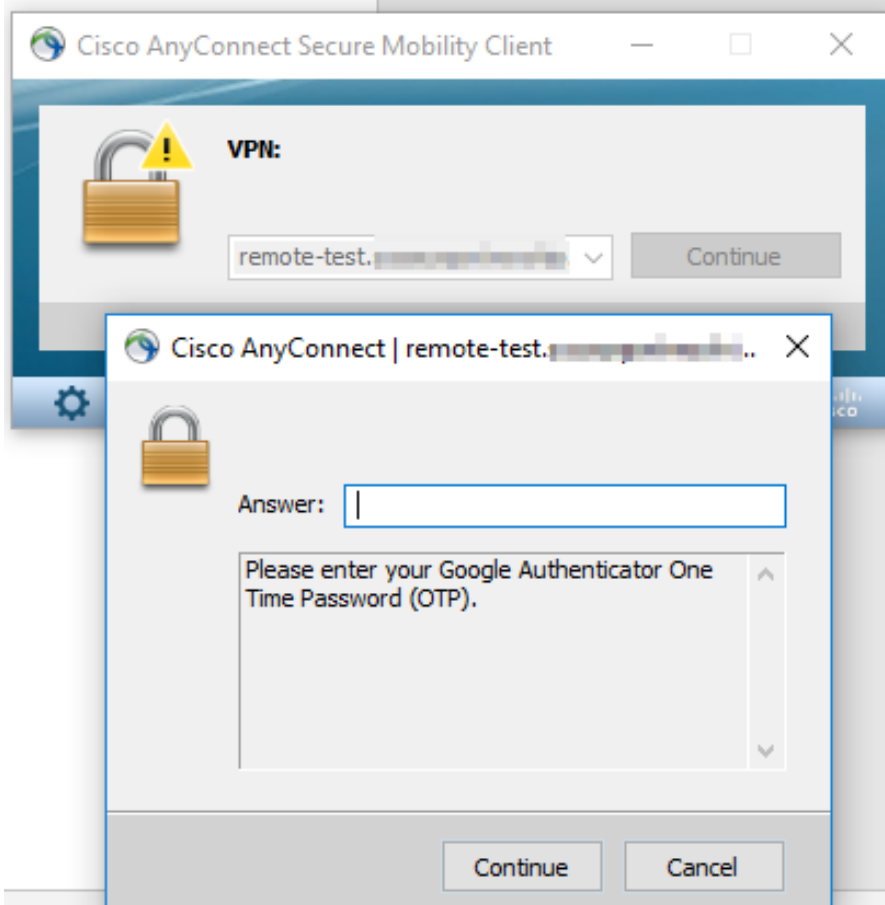 Cisco AnyConnect Secure Mobility Client
VPN:
remote-test.
Continue
Cisco AnyConnect | remote-test. ..
Answer:
Please enter your Google Authenticator One
Time Password (OTP).
Continue
Cancel